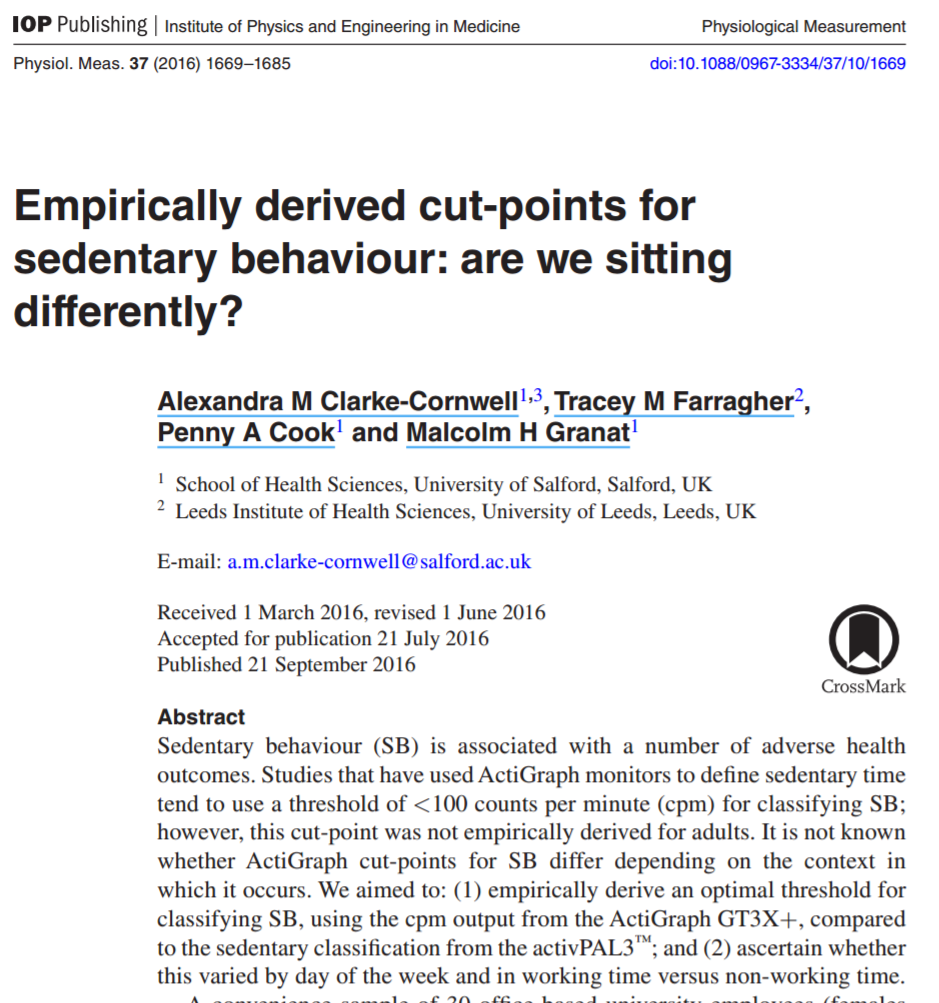 IOP Publishing | Institute of Physics and Engineering in Medicine Physiological Measurement
Physiol. Meas. 37 (2016) 1669–1685 doi:10.1088/0967-3334/37/10/1669
Empirically derived cut-points for
sedentary behaviour: are we sitting
differently?
Alexandra M Clarke-Cornwell1,3, Tracey M Farragher2,
Penny A Cook1 and Malcolm H Granat1
1 School of Health Sciences, University of Salford, Salford, UK
2 Leeds Institute of Health Sciences, University of Leeds, Leeds, UK
E-mail: a.m.clarke-cornwell@salford.ac.uk
Received 1 March 2016, revised 1 June 2016
Accepted for publication 21 July 2016
Published 21 September 2016
CrossMark
Abstract
Sedentary behaviour (SB) is associated with a number of adverse health
outcomes. Studies that have used ActiGraph monitors to define sedentary time
tend to use a threshold of <100 counts per minute (cpm) for classifying SB;
however, this cut-point was not empirically derived for adults. It is not known
whether ActiGraph cut-points for SB differ depending on the context in
which it occurs. We aimed to: (1) empirically derive an optimal threshold for
classifying SB, using the cpm output from the ActiGraph GT3X+, compared
to the sedentary classification from the activPAL3™; and (2) ascertain whether
this varied by day of the week and in working time versus non-working time.
A convenience sample of 30 office-based university employees (females